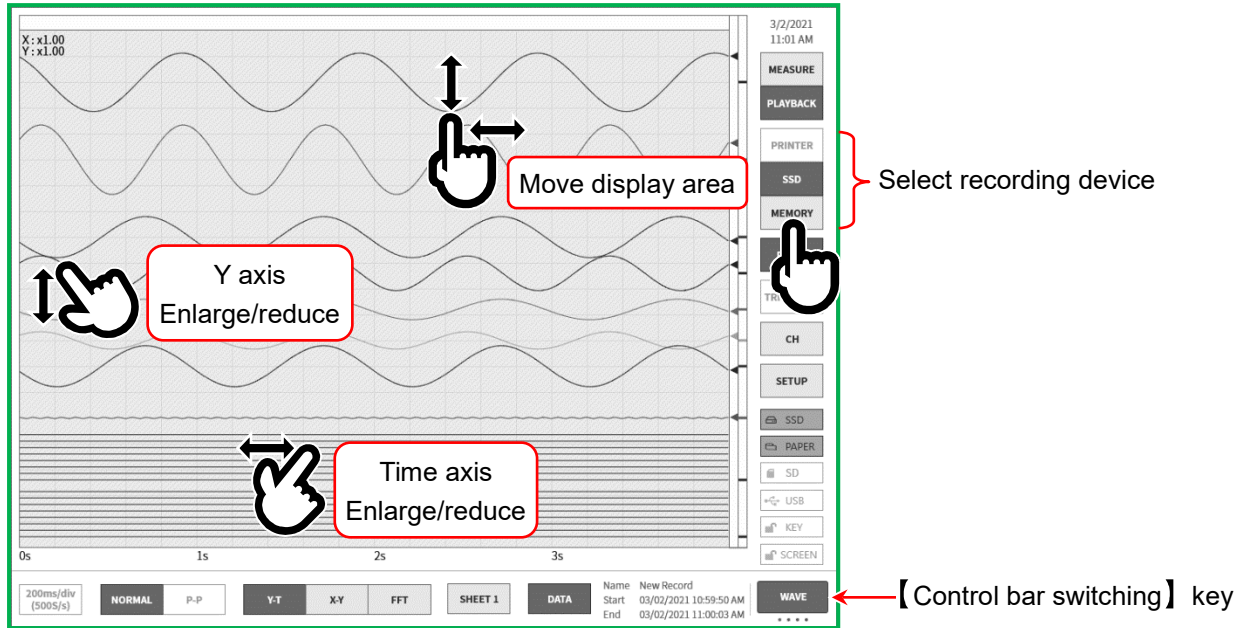 X: x1.00
Y: x1.00
3/2/2021
11:01 AM
MEASURE
PLAYBACK
PRINTER
SSD
MEMORY
Select recording device
Move display area
Y axis
Enlarge/reduce
CH
SETUP
SSD
PAPER
SD
USB
KEY
SCREEN
Time axis
Enlarge/reduce
0s 1s 2s 3s
200ms/div
(500S/s)
NORMAL P-P
Y-T X-Y FFT
SHEET 1
DATA
Name New Record
Start 03/02/2021 10:59:50 AM
End 03/02/2021 11:00:03 AM
WAVE
【Control bar switching】 key